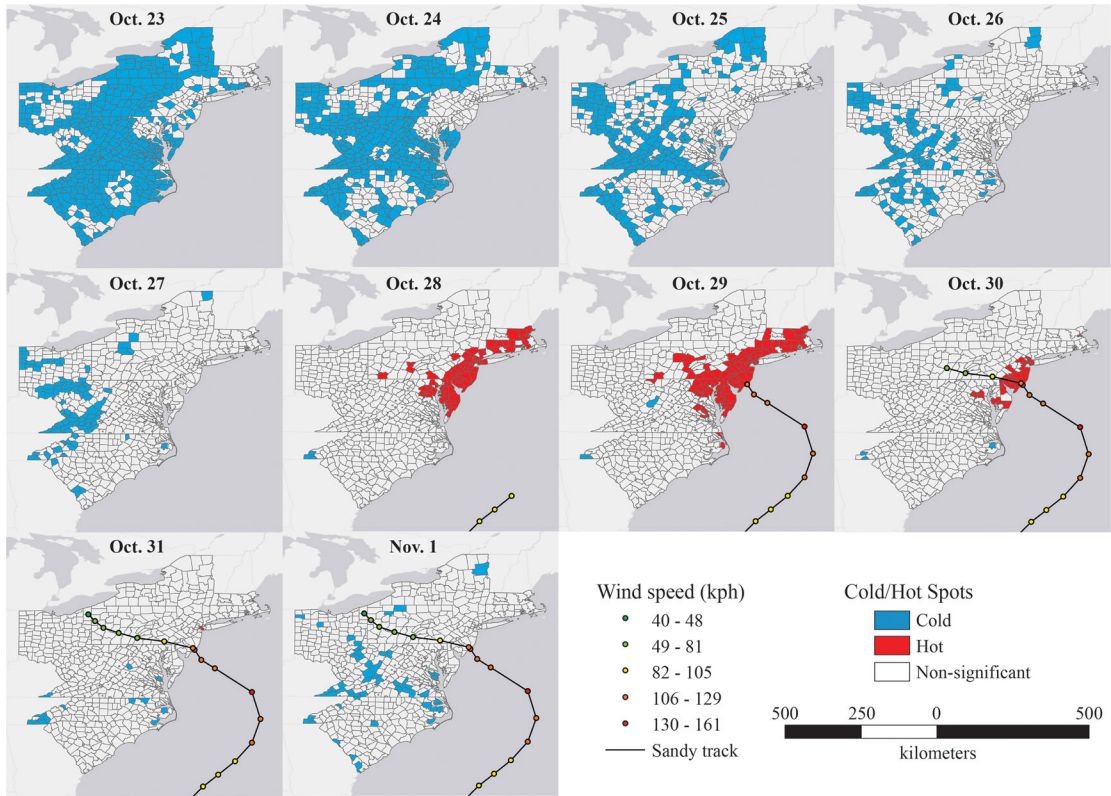 Oct. 23
Oct. 24
Oct. 25
Oct. 26
Oct. 27
Oct. 28
Oct. 29
Oct. 30
Oct. 31
Nov. 1
Wind speed (kph)
40 - 48
49 - 81
82 - 105
106 - 129
130 - 161
Sandy track
Cold/Hot Spots
Cold
Hot
Non-significant
500 250 0 500
kilometers